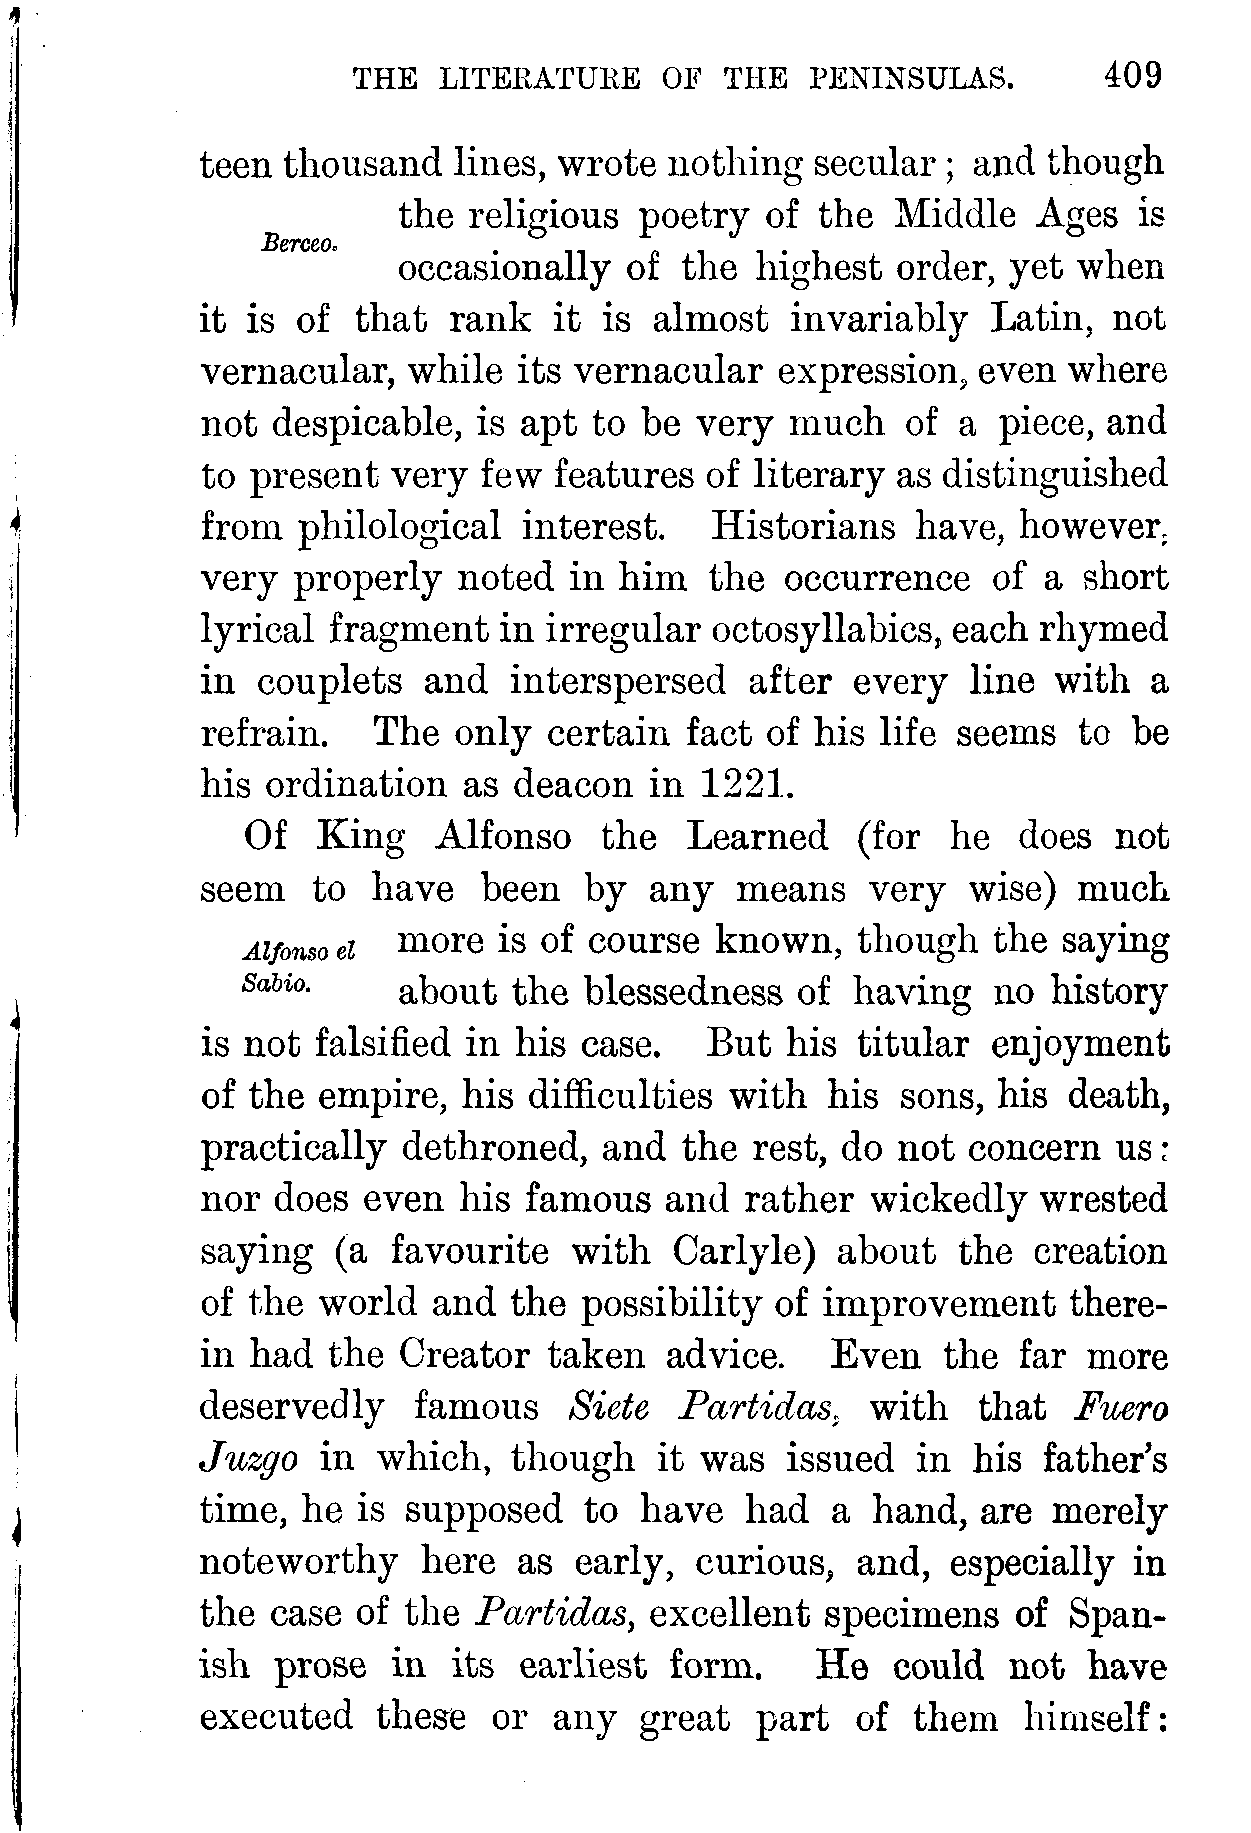 THE LITERATURE OF THE PENINSULAS. 409
teen thousand lines, wrote nothing secular; and though
the religious poetry of the Middle Ages is
Berceo.
occasionally of the highest order, yet when
it is of that rank it is almost invariably Latin, not
vernacular, while its vernacular expression, even where
not despicable, is apt to be very much of a piece, and
to present very few features of literary as distinguished
from philological interest. Historians have, however,
very properly noted in him the occurrence of a short
lyrical fragment in irregular octosyllabics, each rhymed
in couplets and interspersed after every line with a
refrain. The only certain fact of his life seems to be
his ordination as deacon in 1221.
Of King Alfonso the Learned (for he does not
seem to have been by any means very wise) much
Alfonso el
Sabio.
more is of course known, though the saying
about the blessedness of having no history
is not falsified in his case. But his titular enjoyment
of the empire, his difficulties with his sons, his death,
practically dethroned, and the rest, do not concern us:
nor does even his famous and rather wickedly wrested
saying (a favourite with Carlyle) about the creation
of the world and the possibility of improvement there-
in had the Creator taken advice. Even the far more
deservedly famous Siete Partidas, with that Fuero
Juzgo in which, though it was issued in his father's
time, he is supposed to have had a hand, are merely
noteworthy here as early, curious, and, especially in
the case of the Partidas, excellent specimens of Span-
ish prose in its earliest form. He could not have
executed these or any great part of them himself: